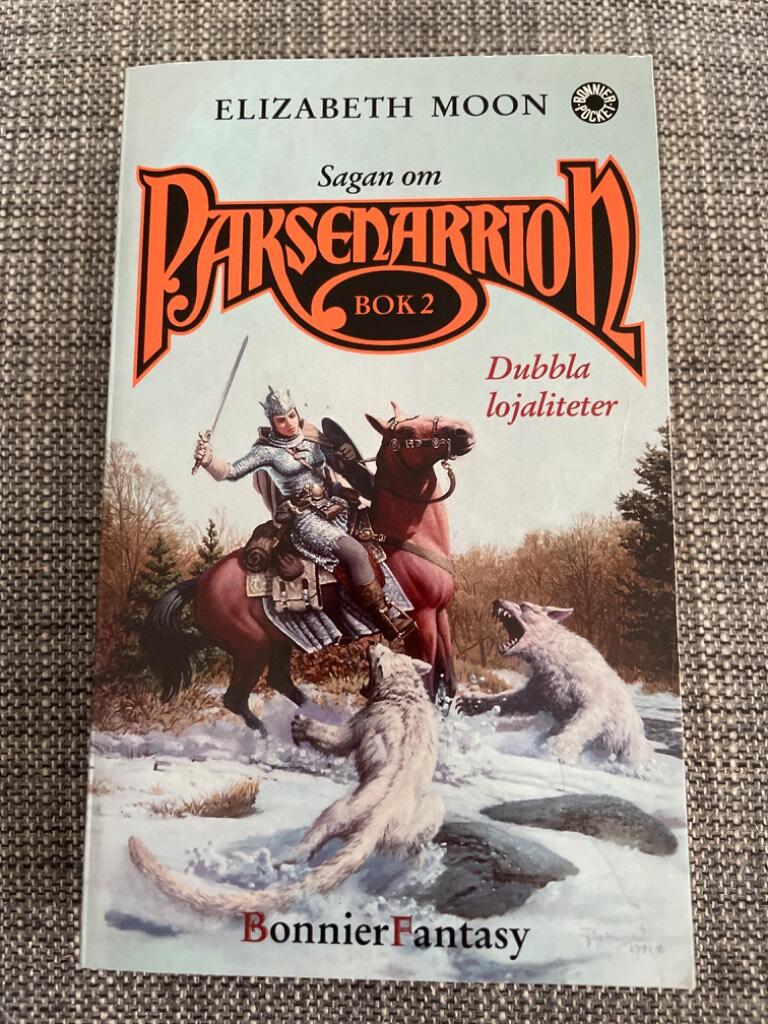 ELIZABETH MOON
BONNIER POCKET
Sagan om
PAKSENARRION
BOK 2
Dubbla
lojaliteter
BonnierFantasy